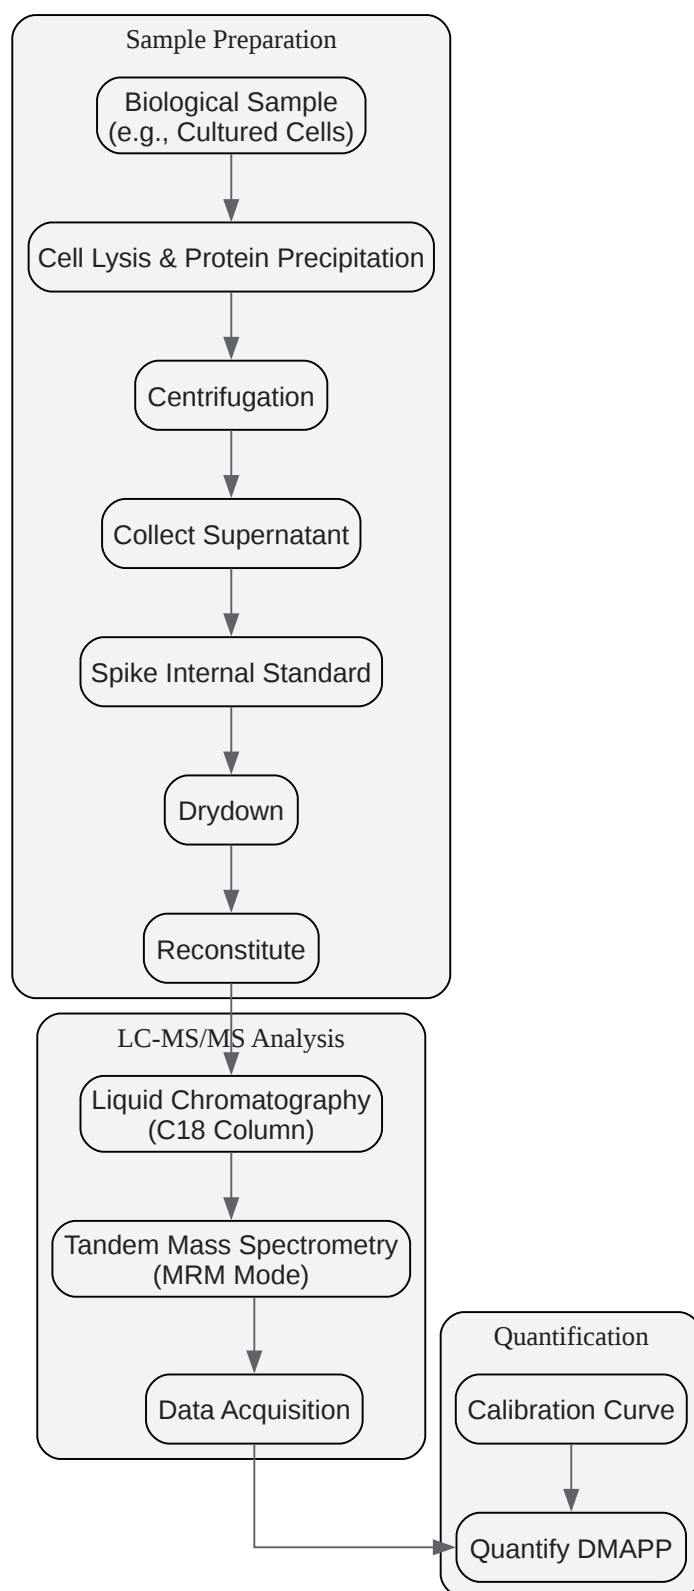 Sample Preparation
Biological Sample
(e.g., Cultured Cells)
Cell Lysis & Protein Precipitation
Centrifugation
Collect Supernatant
Spike Internal Standard
Drydown
Reconstitute
LC-MS/MS Analysis
Liquid Chromatography
(C18 Column)
Tandem Mass Spectrometry
(MRM Mode)
Data Acquisition
Quantification
Calibration Curve
Quantify DMAPP